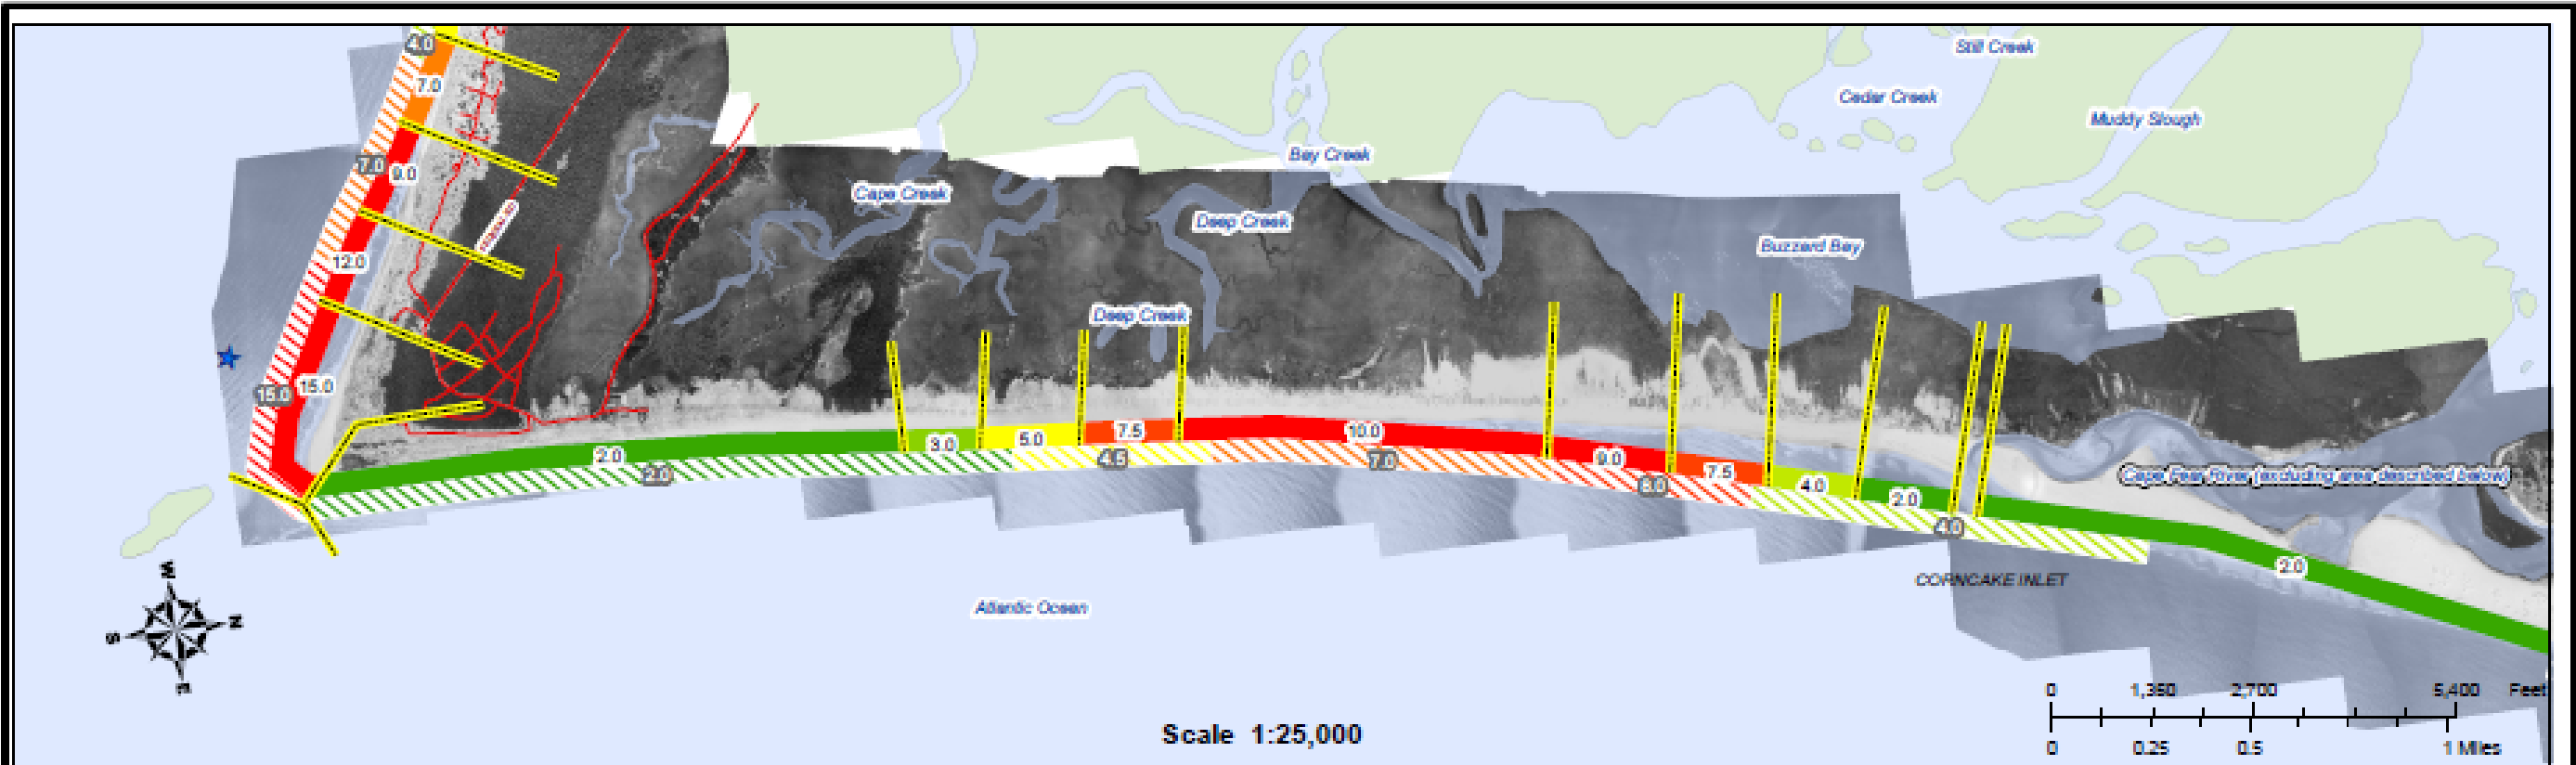 4.0
7.0
7.0
9.0
12.0
15.0
15.0
Still Creek
Cedar Creek
Muddy Slough
Bay Creek
Cape Creek
Deep Creek
Buzzard Bay
Deep Creek
2.0
2.0
3.0
5.0
4.5
7.5
10.0
7.0
9.0
8.0
7.5
4.0
2.0
4.0
2.0
Cape Fear River (excluding area described below)
CORNCAKE INLET
Atlantic Ocean
W
S
N
E
Scale 1:25,000
0 1,350 2,700 5,400 Feet
0 0.25 0.5 1 Miles